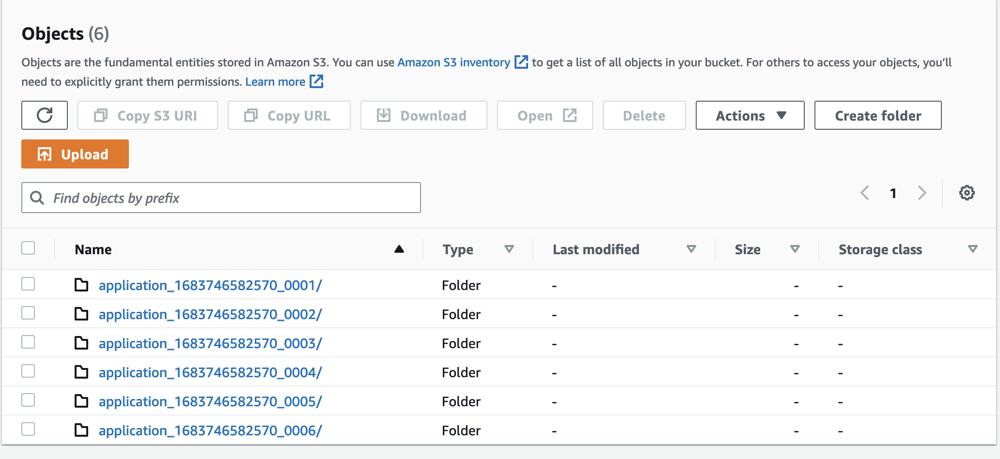 Objects (6)
Objects are the fundamental entities stored in Amazon S3. You can use Amazon S3 inventory to get a list of all objects in your bucket. For others to access your objects, you’ll
need to explicitly grant them permissions. Learn more
Copy S3 URI Copy URL Download Open Delete Actions Create folder
Upload
Find objects by prefix 1
Name Type Last modified Size Storage class
application_1683746582570_0001/ Folder - - -
application_1683746582570_0002/ Folder - - -
application_1683746582570_0003/ Folder - - -
application_1683746582570_0004/ Folder - - -
application_1683746582570_0005/ Folder - - -
application_1683746582570_0006/ Folder - - -